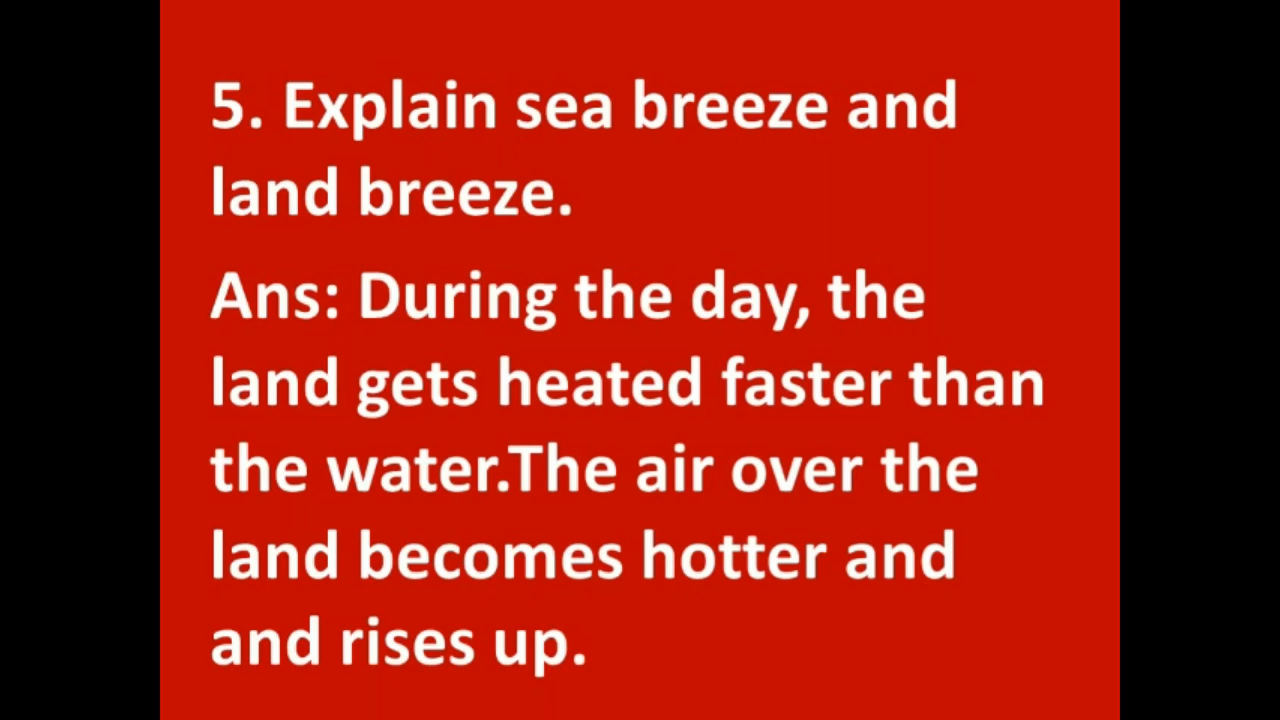 5. Explain sea breeze and
land breeze.
Ans: During the day, the
land gets heated faster than
the water.The air over the
land becomes hotter and
and rises up.